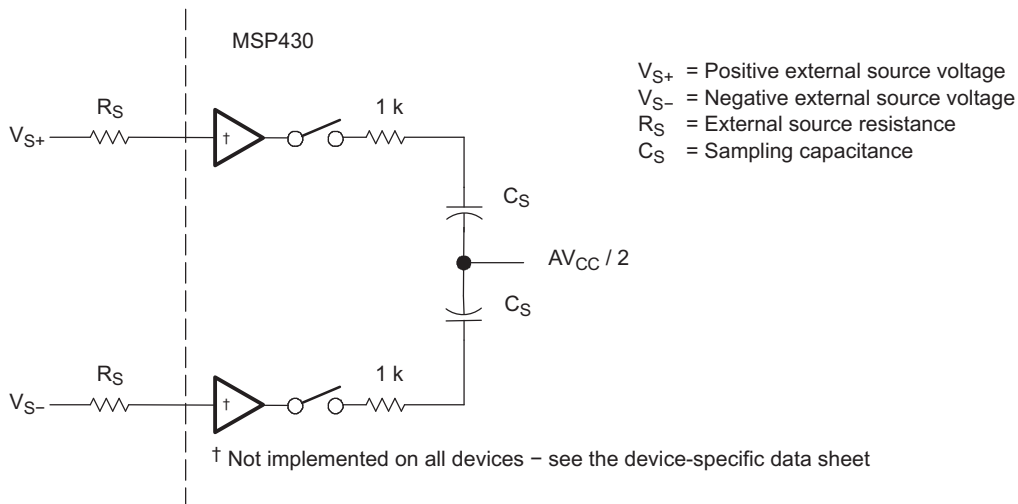 MSP430
V_S+ = Positive external source voltage
V_S− = Negative external source voltage
R_S = External source resistance
C_S = Sampling capacitance
R_S
1 k
V_S+
†
C_S
AV_CC / 2
C_S
R_S
1 k
V_S−
†
† Not implemented on all devices − see the device-specific data sheet